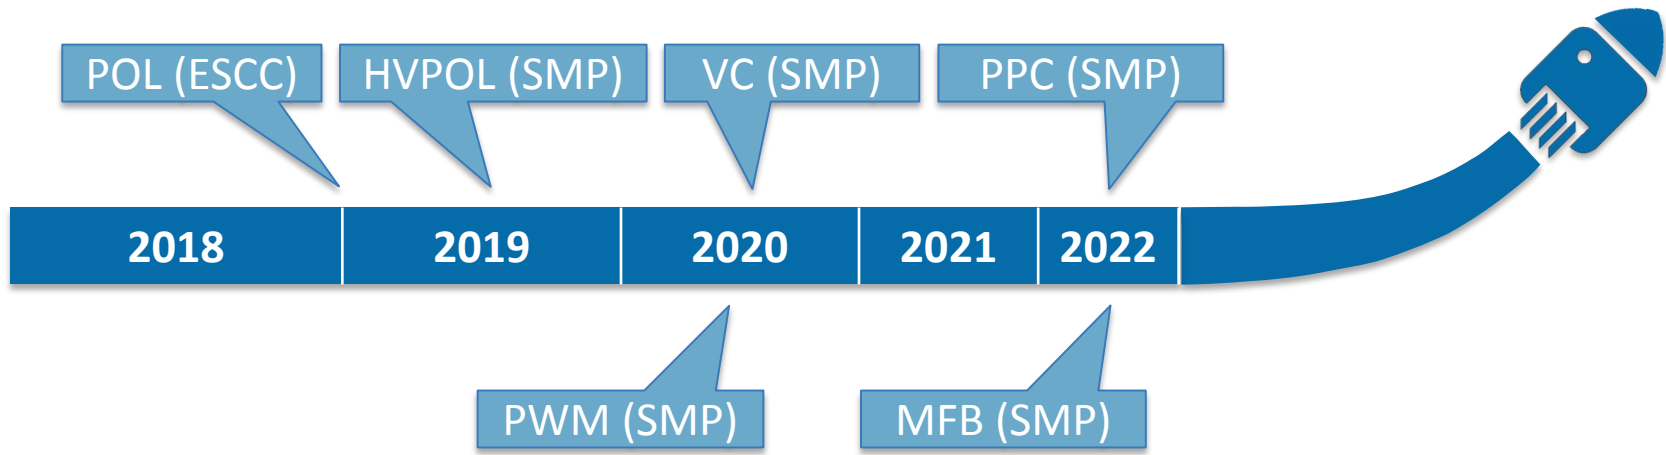 POL (ESCC)
HVPOL (SMP)
VC (SMP)
PPC (SMP)
2018
2019
2020
2021
2022
PWM (SMP)
MFB (SMP)